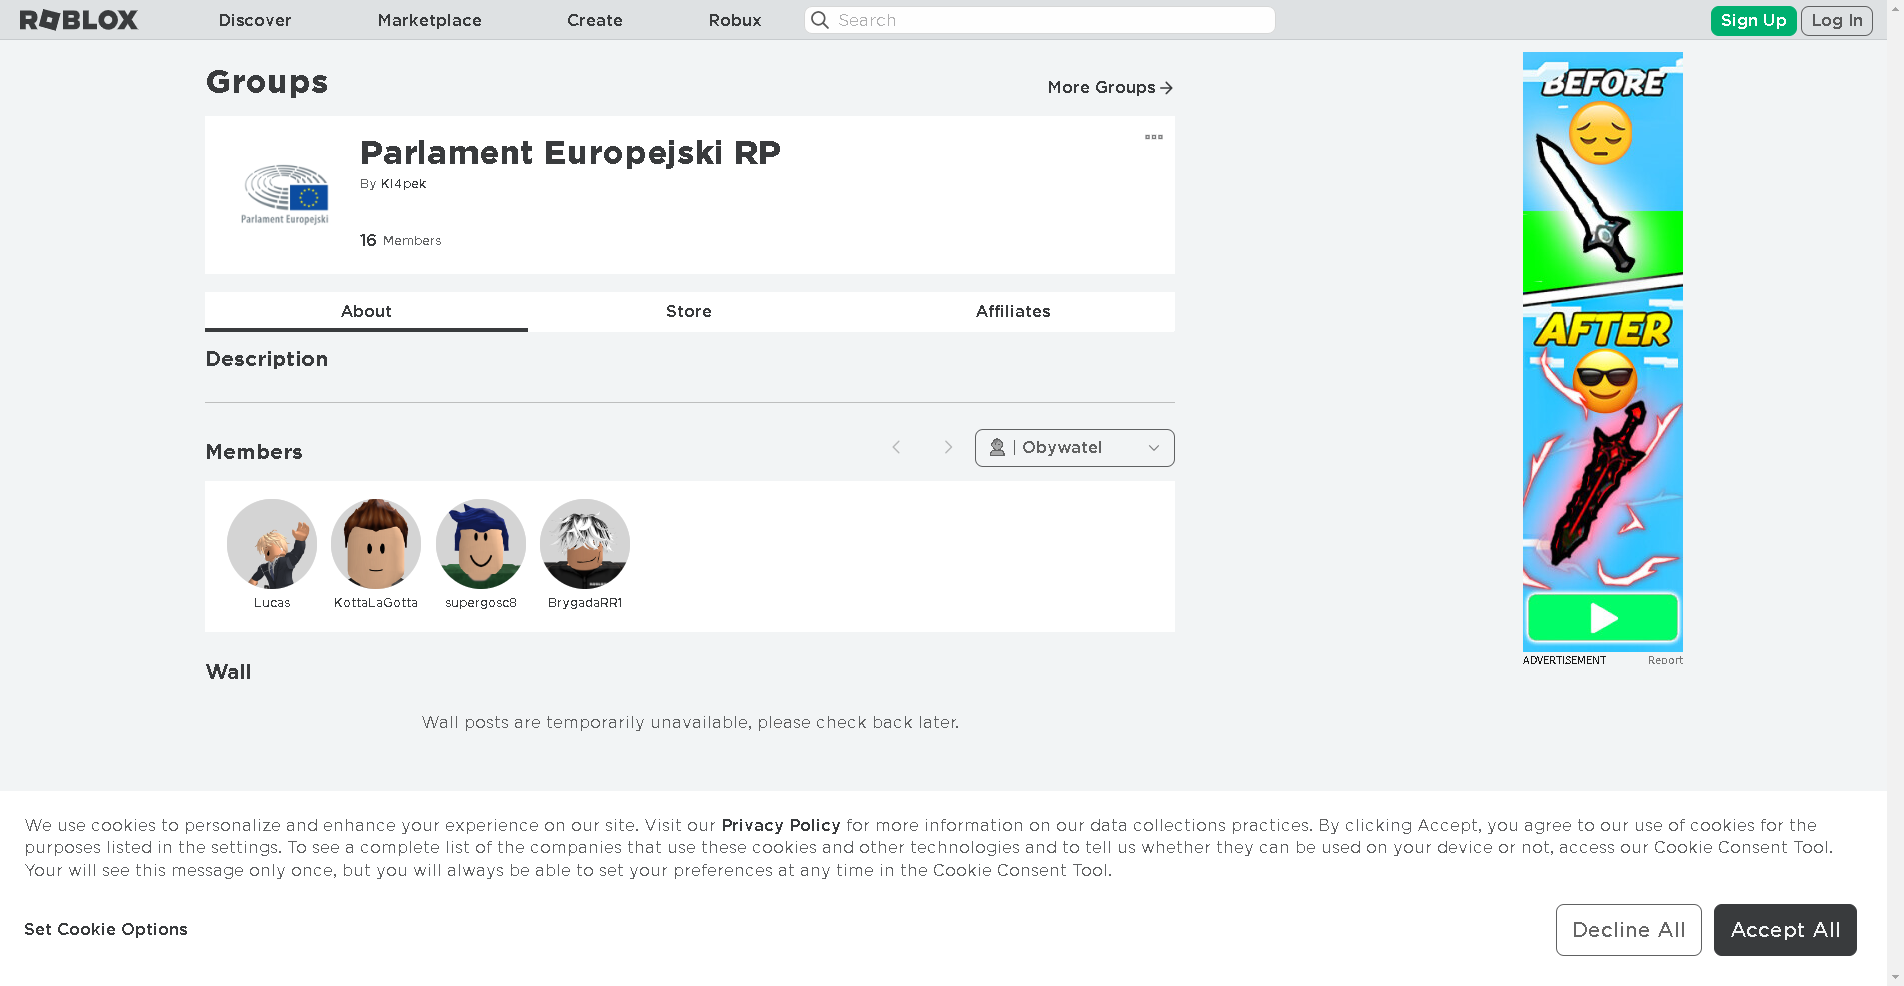 ROBLOX
Discover
Marketplace
Create
Robux
Search
Sign Up
Log In
Groups
More Groups
Parlament Europejski RP
By Kl4pek
Parlament Europejski
16 Members
About
Store
Affiliates
Description
Members
| Obywatel
Lucas
KottaLaGotta
supergosc8
BrygadaRR1
Wall
Wall posts are temporarily unavailable, please check back later.
BEFORE
AFTER
ADVERTISEMENT
Report
We use cookies to personalize and enhance your experience on our site. Visit our Privacy Policy for more information on our data collections practices. By clicking Accept, you agree to our use of cookies for the
purposes listed in the settings. To see a complete list of the companies that use these cookies and other technologies and to tell us whether they can be used on your device or not, access our Cookie Consent Tool.
Your will see this message only once, but you will always be able to set your preferences at any time in the Cookie Consent Tool.
Set Cookie Options
Decline All
Accept All